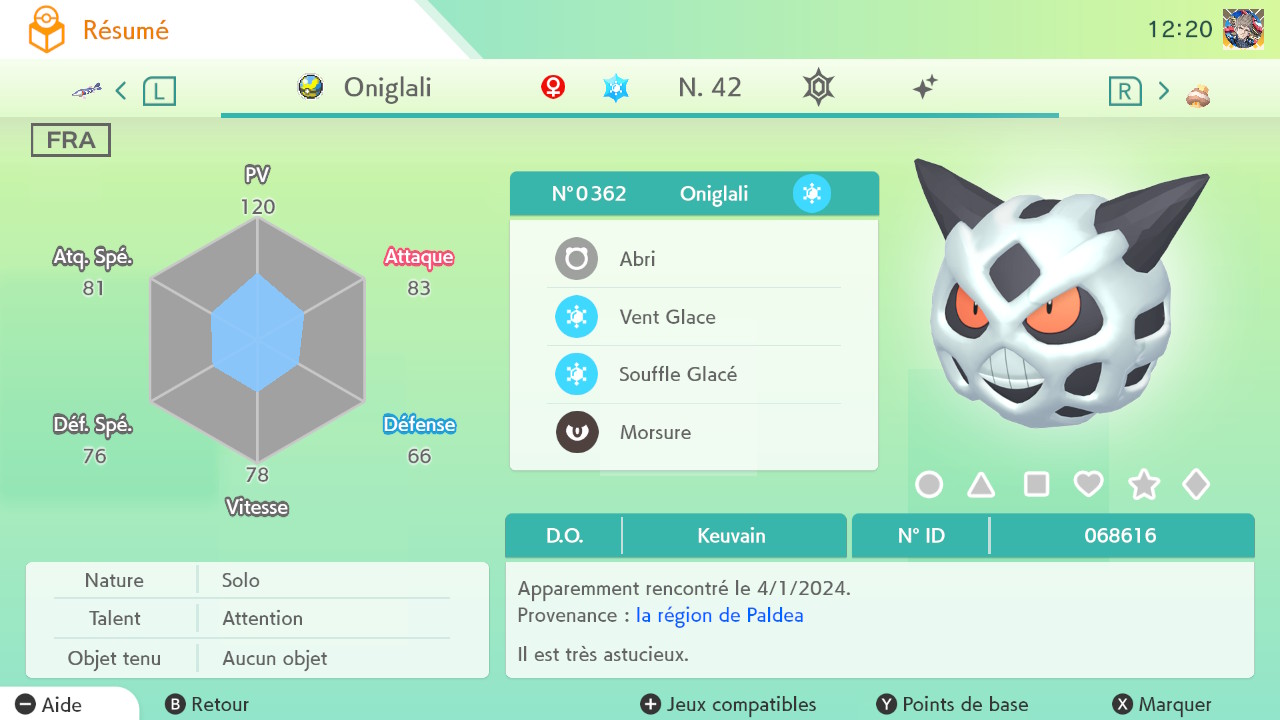 Résumé
12:20
L
Oniglali
N. 42
R
FRA
PV
120
Atq. Spé.
81
Attaque
83
Déf. Spé.
76
Défense
66
78
Vitesse
N°0362 Oniglali
Abri
Vent Glace
Souffle Glacé
Morsure
D.O. Keuvain
N° ID 068616
Apparemment rencontré le 4/1/2024.
Provenance : la région de Paldea
Il est très astucieux.
Nature Solo
Talent Attention
Objet tenu Aucun objet
Aide
B Retour
Jeux compatibles
Y Points de base
X Marquer